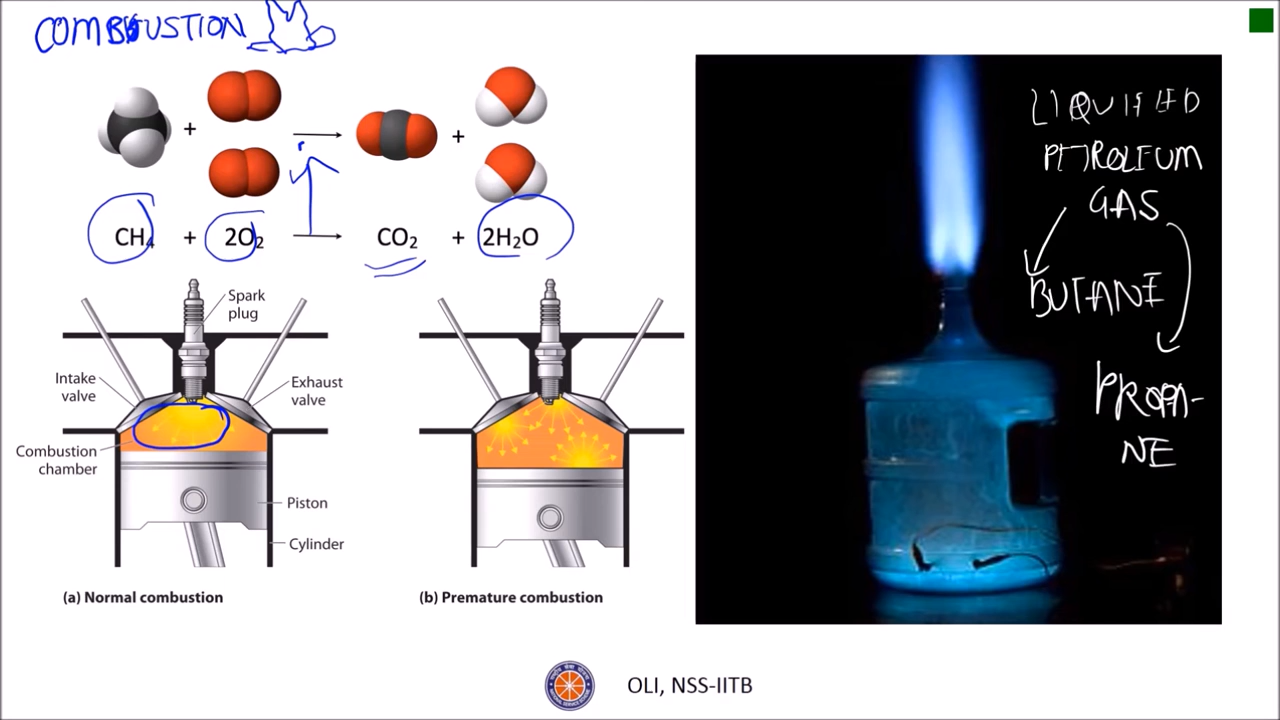 COMBUSTION
+
+
CH₄ + 2O₂ CO₂ + 2H₂O
Spark
plug
Intake
valve
Exhaust
valve
Combustion
chamber
Piston
Cylinder
(a) Normal combustion
(b) Premature combustion
LIQUIFIED
PETROLEUM
GAS
BUTANE
PROPA-
NE
OLI, NSS-IITB